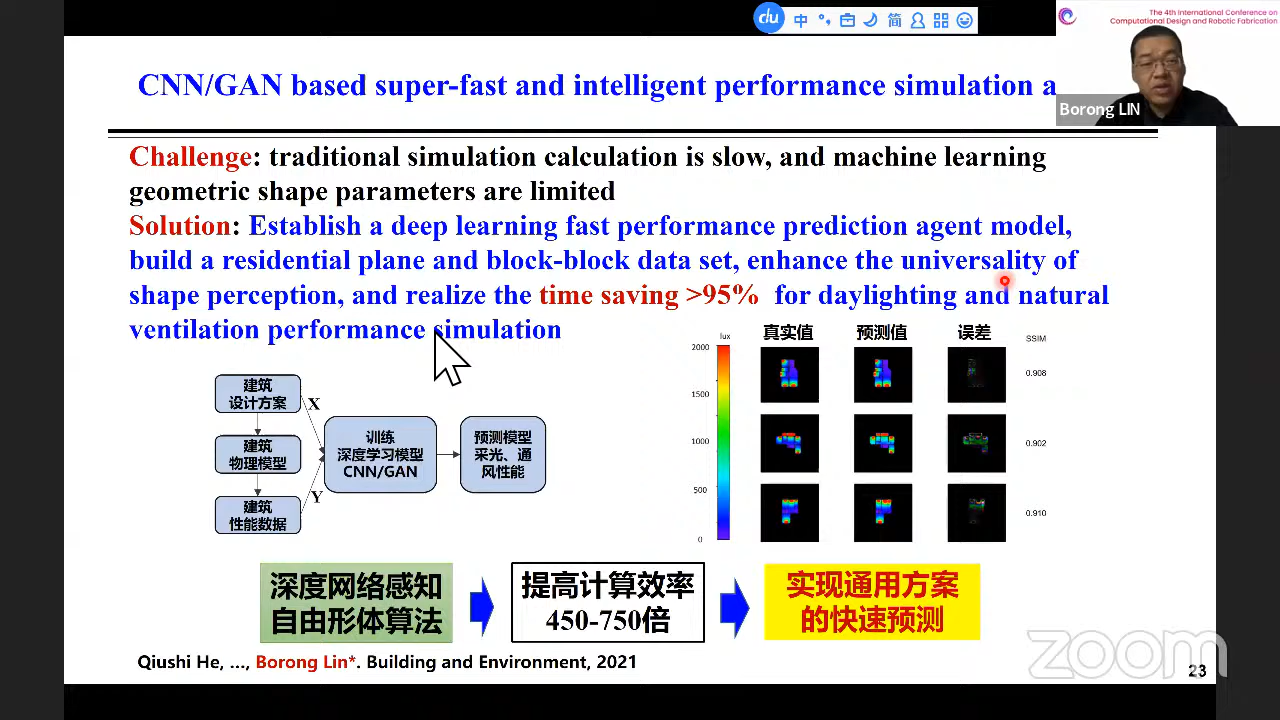 du 中 °, 简
The 4th International Conference on
Computational Design and Robotic Fabrication
Borong LIN
CNN/GAN based super-fast and intelligent performance simulation a
Challenge: traditional simulation calculation is slow, and machine learning
geometric shape parameters are limited
Solution: Establish a deep learning fast performance prediction agent model,
build a residential plane and block-block data set, enhance the universality of
shape perception, and realize the time saving >95% for daylighting and natural
ventilation performance simulation
建筑
设计方案
X
建筑
物理模型
Y
建筑
性能数据
训练
深度学习模型
CNN/GAN
预测模型
采光、通
风性能
lux
2000
1500
1000
500
0
真实值 预测值 误差 SSIM
0.908
0.902
0.910
深度网络感知
自由形体算法
提高计算效率
450-750倍
实现通用方案
的快速预测
Qiushi He, ..., Borong Lin*. Building and Environment, 2021
zoom
23